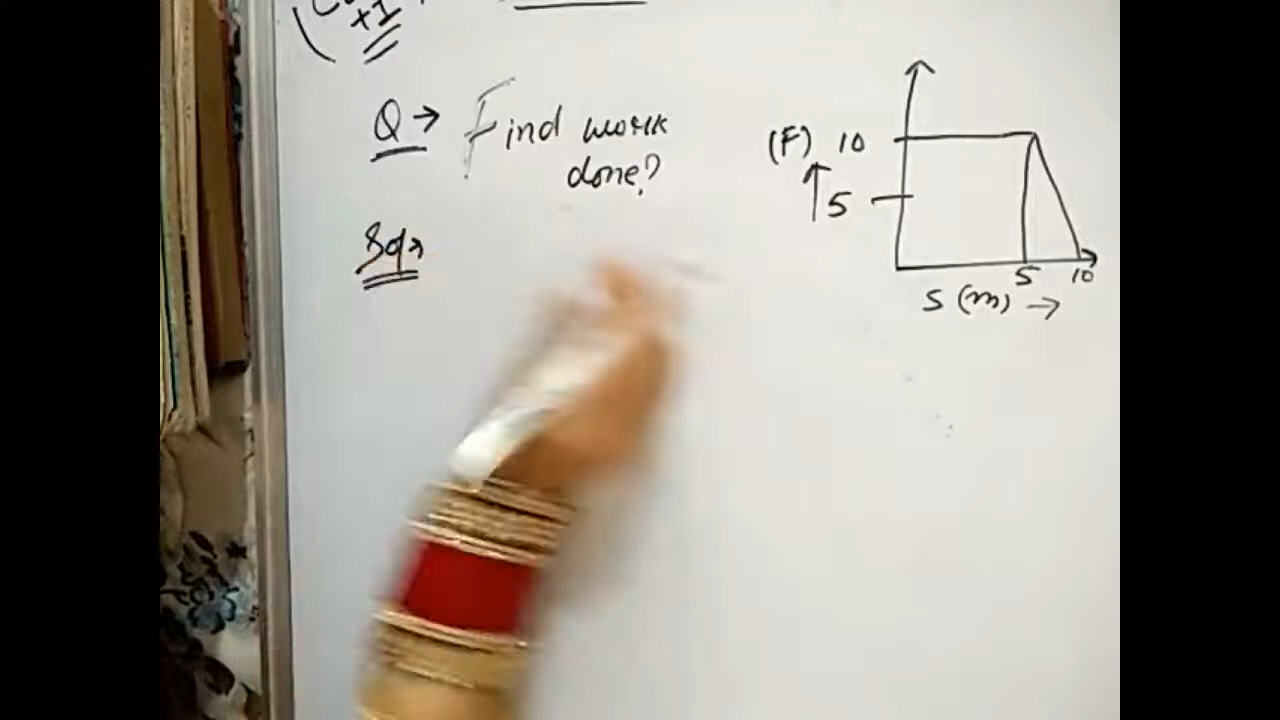 +1
Q → Find work
done?
Sol→
(F) 10
5
5 10
S (m) →